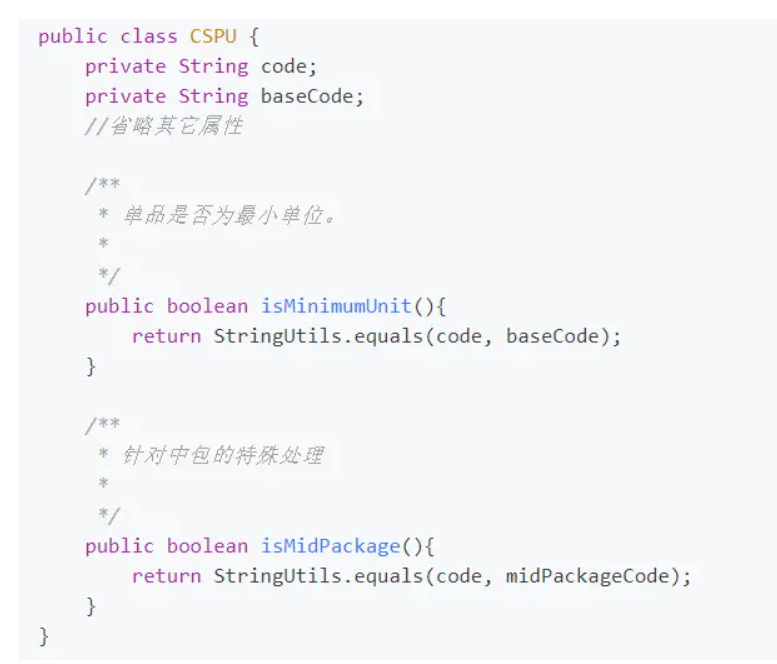 public class CSPU {
private String code;
private String baseCode;
//省略其它属性
/**
* 单品是否为最小单位。
*
*/
public boolean isMinimumUnit(){
return StringUtils.equals(code, baseCode);
}
/**
* 针对中包的特殊处理
*
*/
public boolean isMidPackage(){
return StringUtils.equals(code, midPackageCode);
}
}